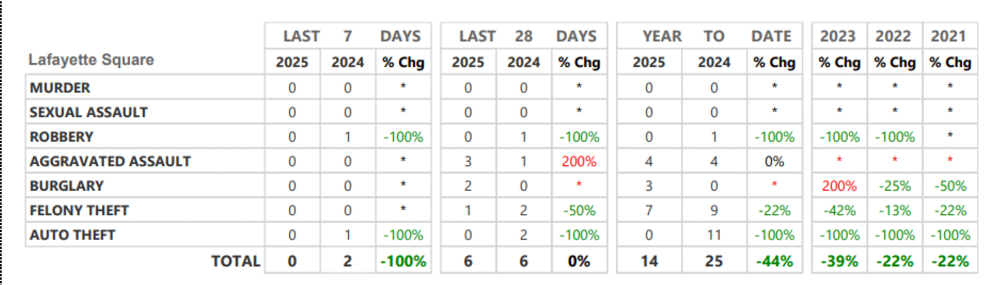 LAST 7 DAYS LAST 28 DAYS YEAR TO DATE 2023 2022 2021
Lafayette Square 2025 2024 % Chg 2025 2024 % Chg 2025 2024 % Chg % Chg % Chg % Chg
MURDER 0 0 * 0 0 * 0 0 * * * *
SEXUAL ASSAULT 0 0 * 0 0 * 0 0 * * * *
ROBBERY 0 1 -100% 0 1 -100% 0 1 -100% -100% -100% *
AGGRAVATED ASSAULT 0 0 * 3 1 200% 4 4 0% * * *
BURGLARY 0 0 * 2 0 * 3 0 * 200% -25% -50%
FELONY THEFT 0 0 * 1 2 -50% 7 9 -22% -42% -13% -22%
AUTO THEFT 0 1 -100% 0 2 -100% 0 11 -100% -100% -100% -100%
TOTAL 0 2 -100% 6 6 0% 14 25 -44% -39% -22% -22%